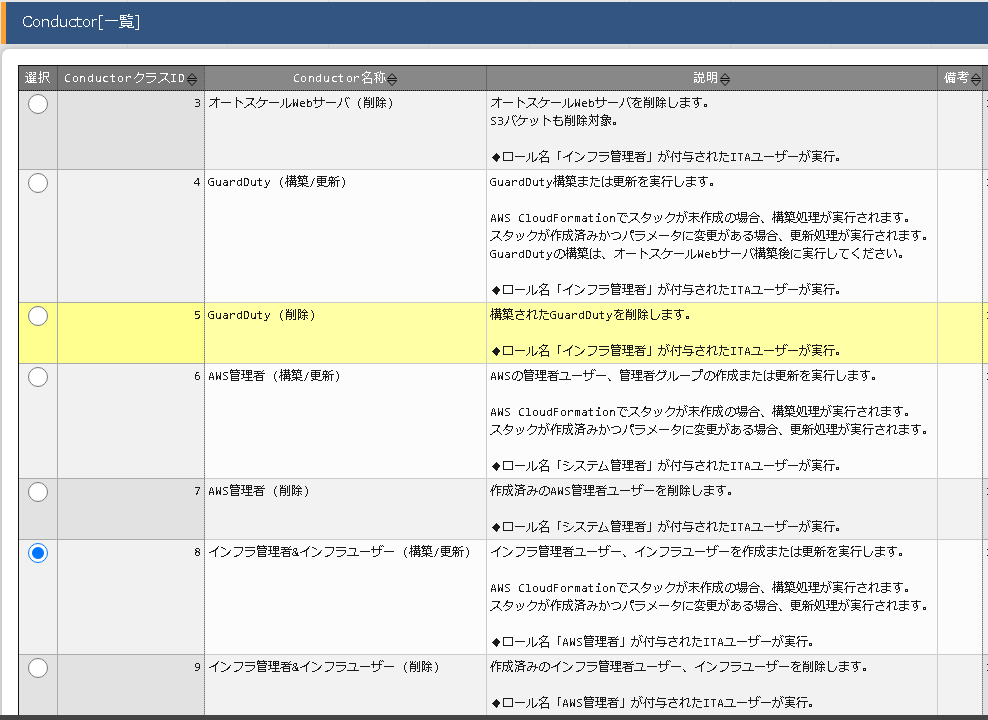 Conductor[一覧]
選択 ConductorクラスID Conductor名称 説明 備考
3 オートスケールWebサーバ (削除) オートスケールWebサーバを削除します。
S3バケットも削除対象。
◆ロール名「インフラ管理者」が付与されたITAユーザーが実行。
4 GuardDuty (構築/更新) GuardDuty構築または更新を実行します。
AWS CloudFormationでスタックが未作成の場合、構築処理が実行されます。
スタックが作成済みかつパラメータに変更がある場合、更新処理が実行されます。
GuardDutyの構築は、オートスケールWebサーバ構築後に実行してください。
◆ロール名「インフラ管理者」が付与されたITAユーザーが実行。
5 GuardDuty (削除) 構築されたGuardDutyを削除します。
◆ロール名「インフラ管理者」が付与されたITAユーザーが実行。
6 AWS管理者 (構築/更新) AWSの管理者ユーザー、管理者グループの作成または更新を実行します。
AWS CloudFormationでスタックが未作成の場合、構築処理が実行されます。
スタックが作成済みかつパラメータに変更がある場合、更新処理が実行されます。
◆ロール名「システム管理者」が付与されたITAユーザーが実行。
7 AWS管理者 (削除) 作成済みのAWS管理者ユーザーを削除します。
◆ロール名「システム管理者」が付与されたITAユーザーが実行。
8 インフラ管理者&インフラユーザー (構築/更新) インフラ管理者ユーザー、インフラユーザーを作成または更新を実行します。
AWS CloudFormationでスタックが未作成の場合、構築処理が実行されます。
スタックが作成済みかつパラメータに変更がある場合、更新処理が実行されます。
◆ロール名「AWS管理者」が付与されたITAユーザーが実行。
9 インフラ管理者&インフラユーザー (削除) 作成済みのインフラ管理者ユーザー、インフラユーザーを削除します。
◆ロール名「AWS管理者」が付与されたITAユーザーが実行。